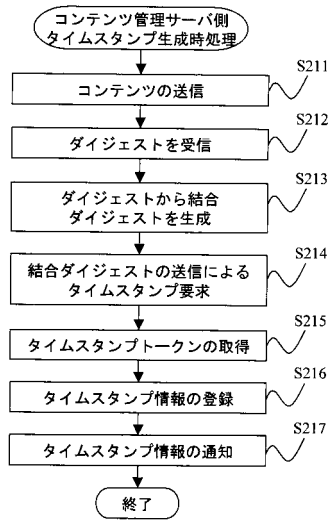 コンテンツ管理サーバ側
タイムスタンプ生成時処理
S211
コンテンツの送信
S212
ダイジェストを受信
S213
ダイジェストから結合
ダイジェストを生成
S214
結合ダイジェストの送信による
タイムスタンプ要求
S215
タイムスタンプトークンの取得
S216
タイムスタンプ情報の登録
S217
タイムスタンプ情報の通知
終了